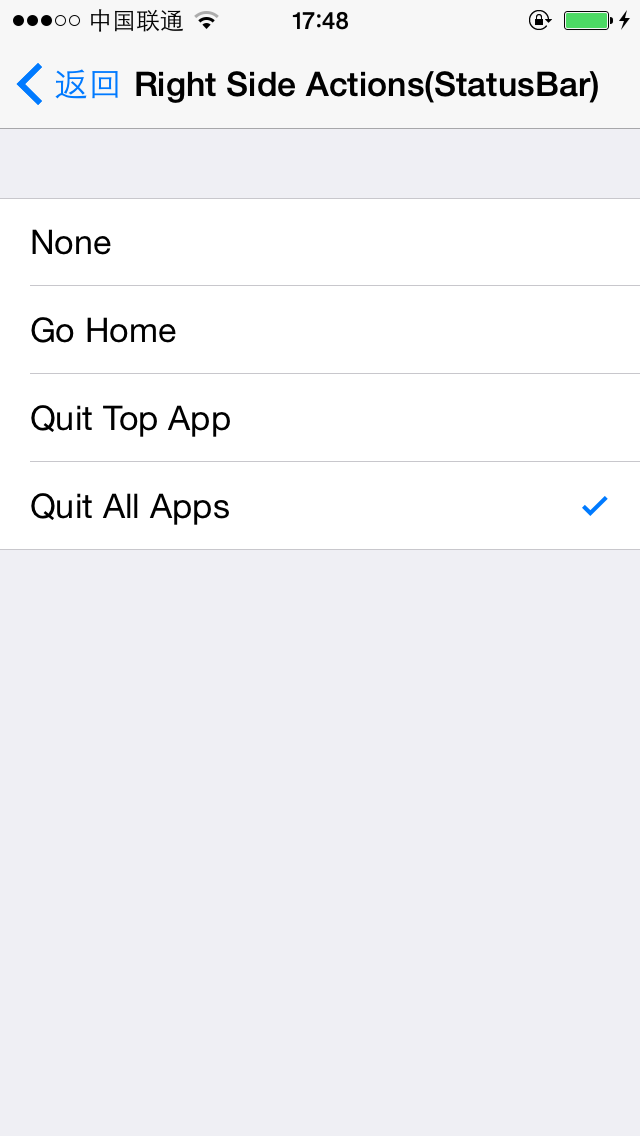 中国联通 17:48
返回 Right Side Actions(StatusBar)
None
Go Home
Quit Top App
Quit All Apps